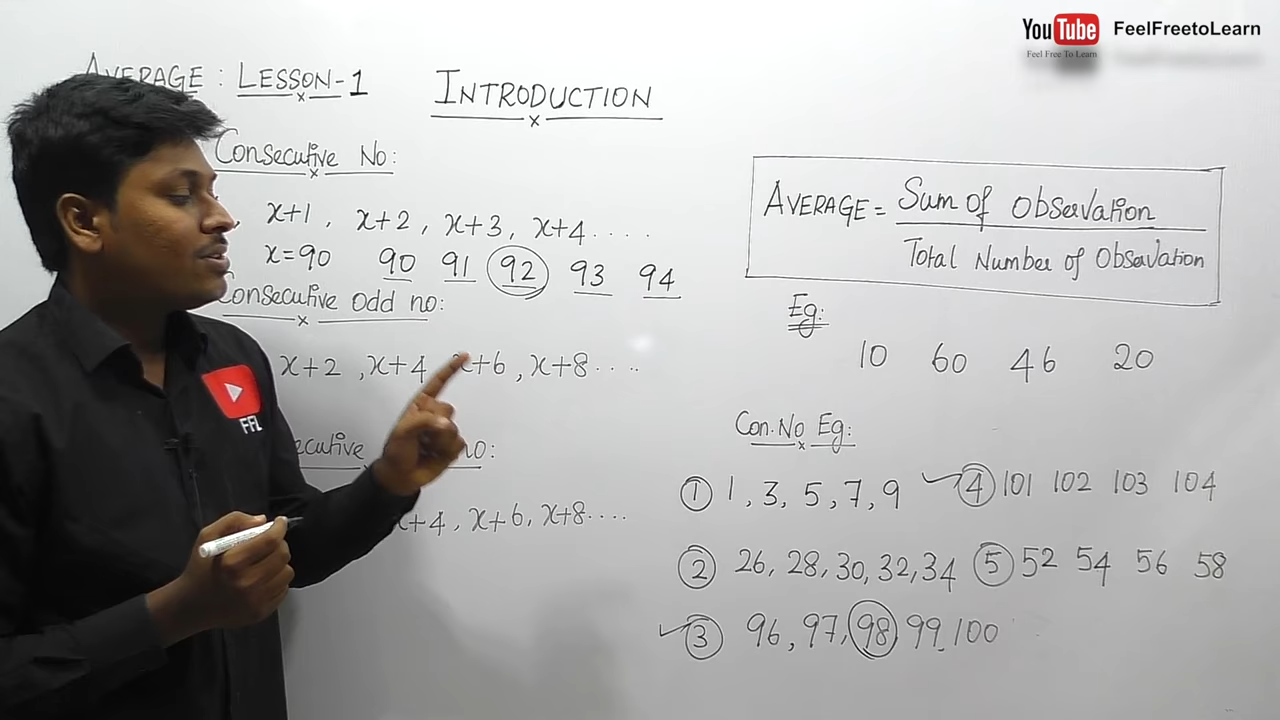 YouTube FeelFreetoLearn
Feel Free To Learn
AVERAGE : LESSON-1
INTRODUCTION
Consecutive No:
, x+1 , x+2 , x+3 , x+4 ....
x=90 90 91 92 93 94
Consecutive odd no:
x+2 , x+4 x+6 , x+8 ....
no:
x+4 , x+6 , x+8 ....
AVERAGE = Sum of Observation
Total Number of Observation
Eg:
10 60 46 20
Con.No Eg:
① 1, 3, 5, 7, 9 ✓④ 101 102 103 104
② 26, 28, 30, 32, 34 ⑤ 52 54 56 58
✓③ 96, 97, 98 99, 100
FFL